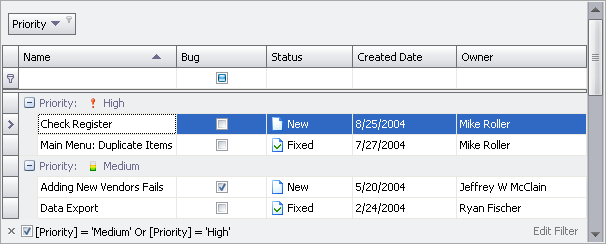 Priority
Name Bug Status Created Date Owner
Priority: High
Check Register New 8/25/2004 Mike Roller
Main Menu: Duplicate Items Fixed 7/27/2004 Mike Roller
Priority: Medium
Adding New Vendors Fails New 5/20/2004 Jeffrey W McClain
Data Export Fixed 2/24/2004 Ryan Fischer
[Priority] = 'Medium' Or [Priority] = 'High' Edit Filter